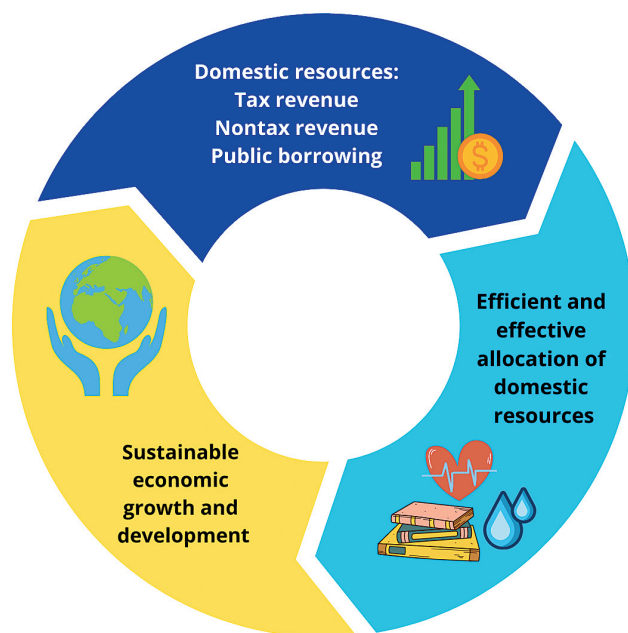 Domestic resources:
Tax revenue
Nontax revenue
Public borrowing
$
Efficient and
effective
allocation of
domestic
resources
Sustainable
economic
growth and
development